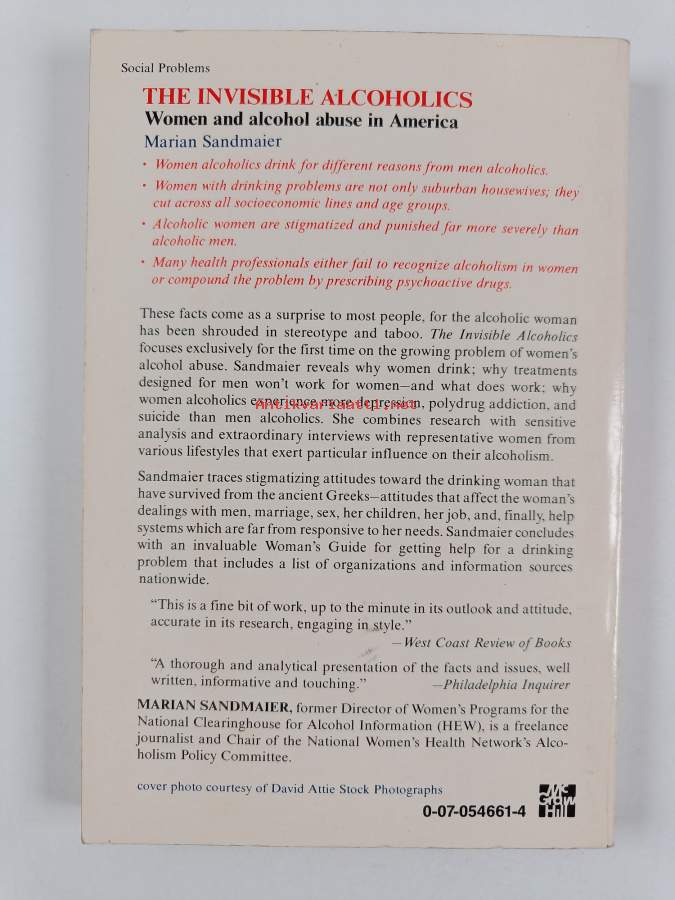 Social Problems
THE INVISIBLE ALCOHOLICS
Women and alcohol abuse in America
Marian Sandmaier
• Women alcoholics drink for different reasons from men alcoholics.
• Women with drinking problems are not only suburban housewives; they
cut across all socioeconomic lines and age groups.
• Alcoholic women are stigmatized and punished far more severely than
alcoholic men.
• Many health professionals either fail to recognize alcoholism in women
or compound the problem by prescribing psychoactive drugs.
These facts come as a surprise to most people, for the alcoholic woman
has been shrouded in stereotype and taboo. The Invisible Alcoholics
focuses exclusively for the first time on the growing problem of women's
alcohol abuse. Sandmaier reveals why women drink; why treatments
designed for men won't work for women—and what does work; why
women alcoholics experience more depression, polydrug addiction, and
Antikvariaatti.net
suicide than men alcoholics. She combines research with sensitive
analysis and extraordinary interviews with representative women from
various lifestyles that exert particular influence on their alcoholism.
Sandmaier traces stigmatizing attitudes toward the drinking woman that
have survived from the ancient Greeks—attitudes that affect the woman's
dealings with men, marriage, sex, her children, her job, and, finally, help
systems which are far from responsive to her needs. Sandmaier concludes
with an invaluable Woman's Guide for getting help for a drinking
problem that includes a list of organizations and information sources
nationwide.
"This is a fine bit of work, up to the minute in its outlook and attitude,
accurate in its research, engaging in style."
—West Coast Review of Books
"A thorough and analytical presentation of the facts and issues, well
written, informative and touching." —Philadelphia Inquirer
MARIAN SANDMAIER, former Director of Women's Programs for the
National Clearinghouse for Alcohol Information (HEW), is a freelance
journalist and Chair of the National Women's Health Network's Alco-
holism Policy Committee.
cover photo courtesy of David Attie Stock Photographs
0-07-054661-4
Mc
Graw
Hill